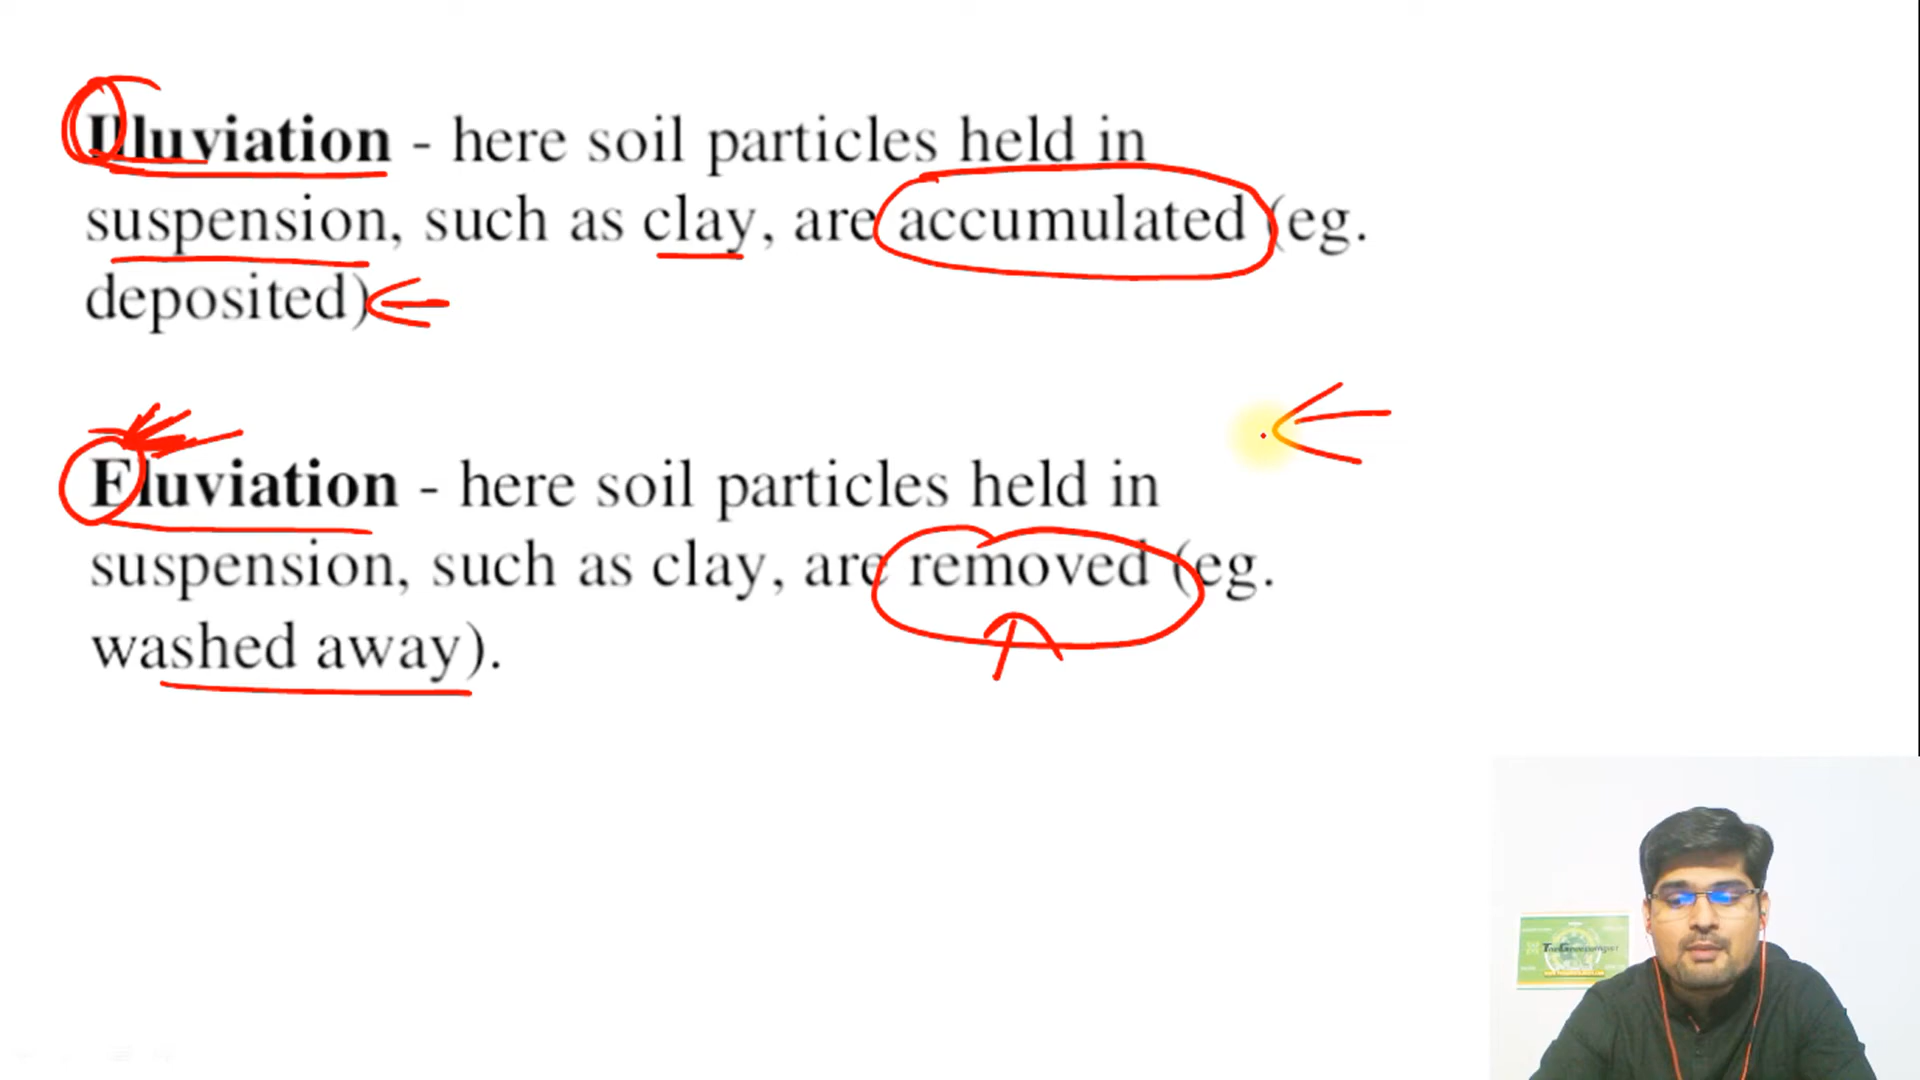 Illuviation - here soil particles held in
suspension, such as clay, are accumulated (eg.
deposited)
Eluviation - here soil particles held in
suspension, such as clay, are removed (eg.
washed away).